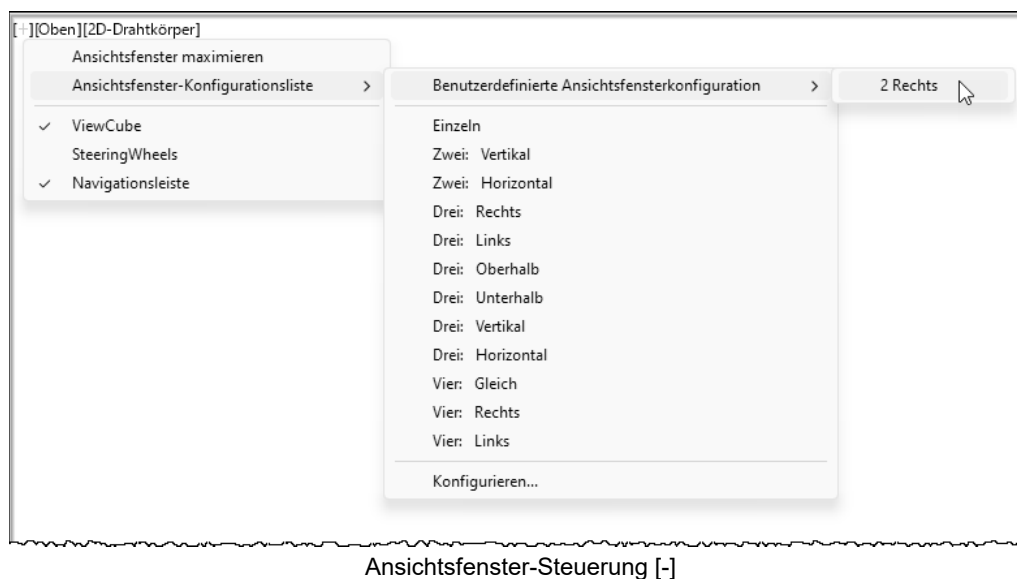 [+][Oben][2D-Drahtkörper]
Ansichtsfenster maximieren
Ansichtsfenster-Konfigurationsliste
ViewCube
SteeringWheels
Navigationsleiste
Benutzerdefinierte Ansichtsfensterkonfiguration
Einzeln
Zwei: Vertikal
Zwei: Horizontal
Drei: Rechts
Drei: Links
Drei: Oberhalb
Drei: Unterhalb
Drei: Vertikal
Drei: Horizontal
Vier: Gleich
Vier: Rechts
Vier: Links
Konfigurieren...
2 Rechts
Ansichtsfenster-Steuerung [-]